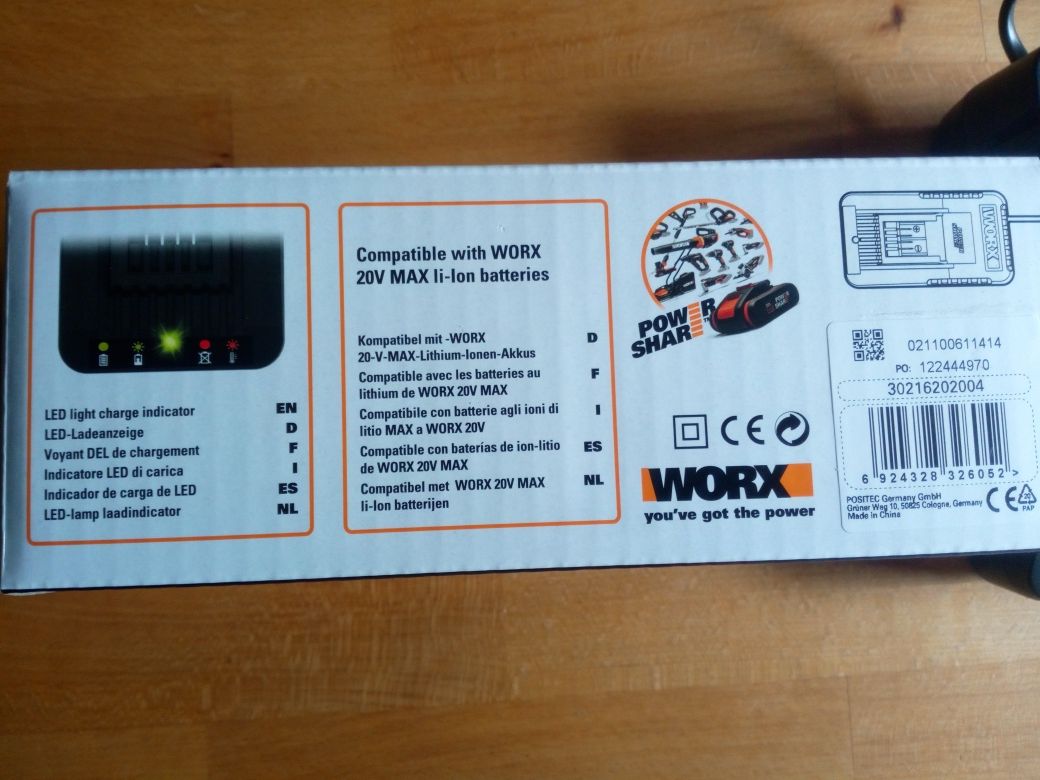 LED light charge indicator EN
LED-Ladeanzeige D
Voyant DEL de chargement F
Indicatore LED di carica I
Indicador de carga de LED ES
LED-lamp laadindicator NL
Compatible with WORX
20V MAX li-Ion batteries
Kompatibel mit -WORX D
20-V-MAX-Lithium-Ionen-Akkus
Compatible avec les batteries au F
lithium de WORX 20V MAX
Compatibile con batterie agli ioni di I
litio MAX a WORX 20V
Compatible con baterías de ion-litio ES
de WORX 20V MAX
Compatibel met WORX 20V MAX NL
li-Ion batterijen
POWER
SHARE
TM
POWER
SHARE
CE
WORX
you've got the power
WORX
021100611414
PO: 122444970
30216202004
6 924328 326052 >
POSITEC Germany GmbH
Grüner Weg 10, 50825 Cologne, Germany
Made in China
CE
20
PAP